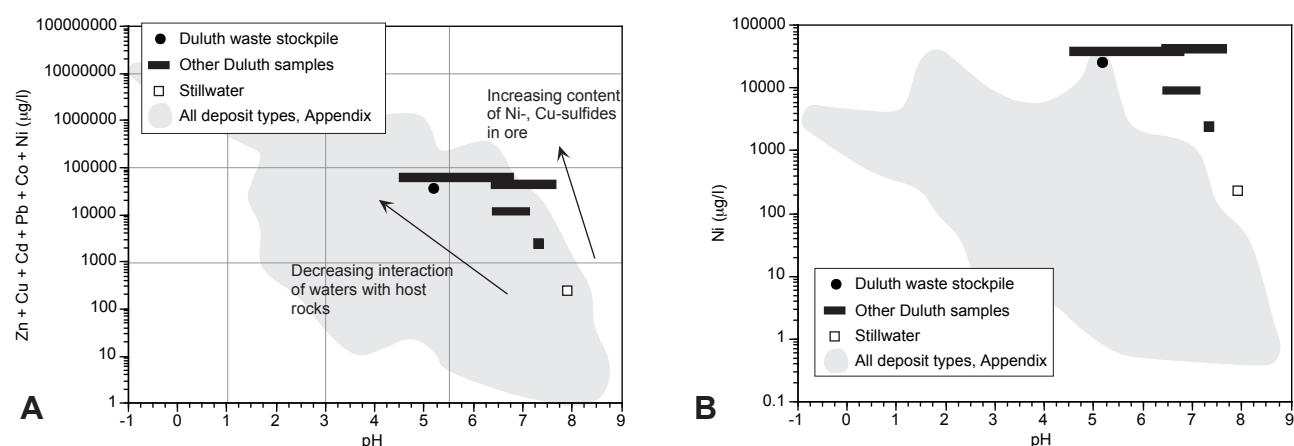 Zn + Cu + Cd + Pb + Co + Ni (µg/l)
100000000
10000000
1000000
100000
10000
1000
100
10
1
Duluth waste stockpile
Other Duluth samples
Stillwater
All deposit types, Appendix
Increasing content
of Ni-, Cu-sulfides
in ore
Decreasing interaction
of waters with host
rocks
-1 0 1 2 3 4 5 6 7 8 9
pH
A
Ni (µg/l)
100000
10000
1000
100
10
1
0.1
Duluth waste stockpile
Other Duluth samples
Stillwater
All deposit types, Appendix
-1 0 1 2 3 4 5 6 7 8 9
pH
B